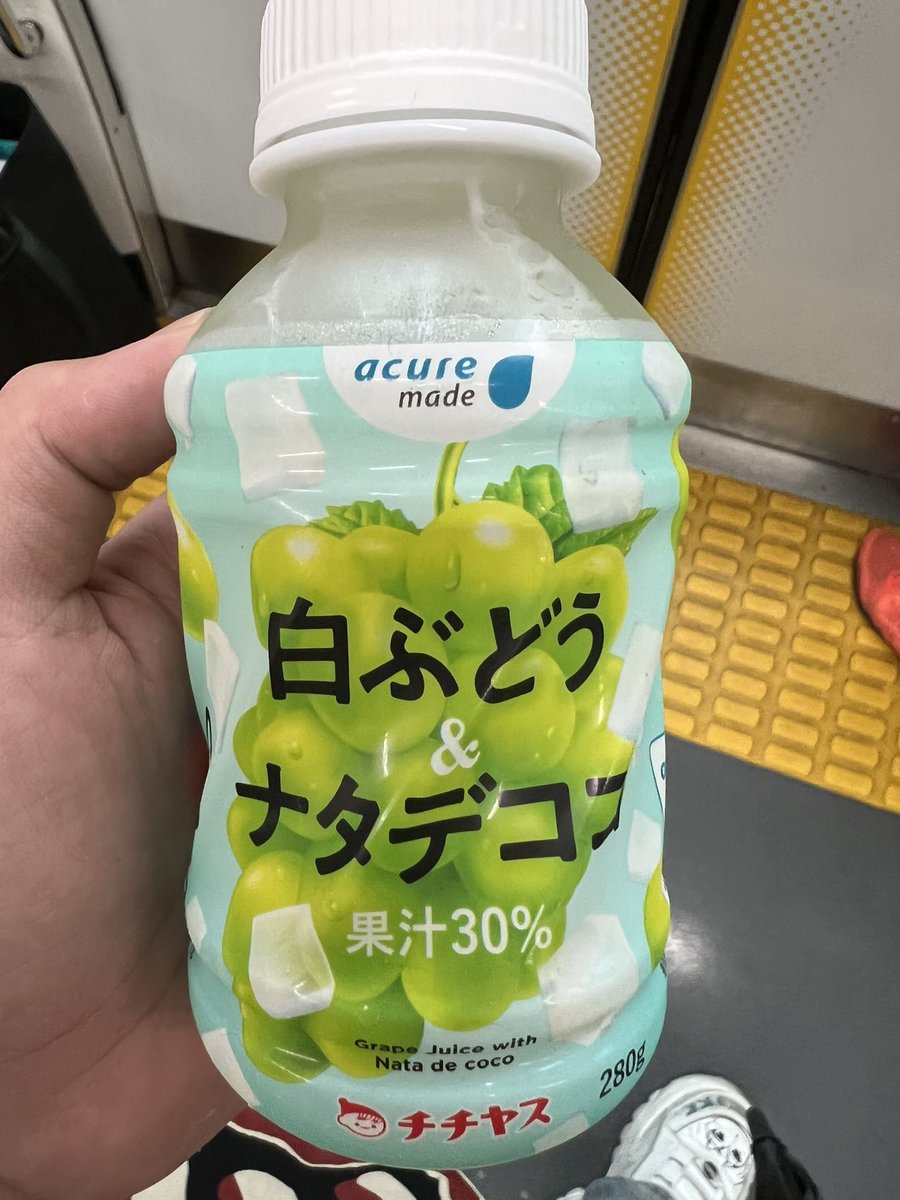 acure
made
白ぶどう
&
ナタデココ
果汁30%
Grape Juice with
Nata de coco
280g
チチヤス